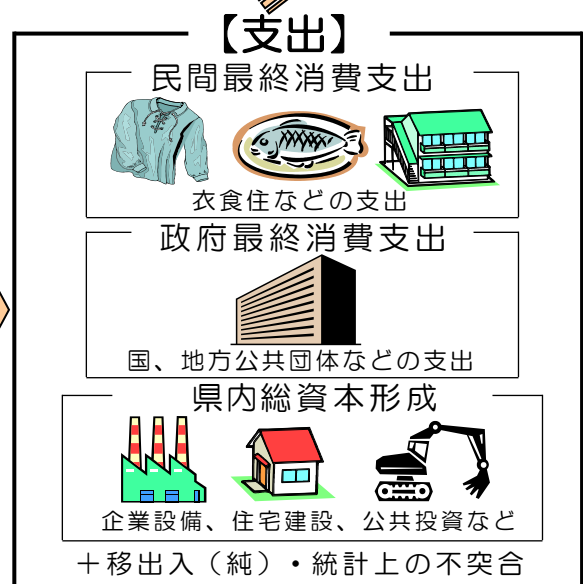 【支出】
民間最終消費支出
衣食住などの支出
政府最終消費支出
国、地方公共団体などの支出
県内総資本形成
企業設備、住宅建設、公共投資など
＋移出入（純）・統計上の不突合